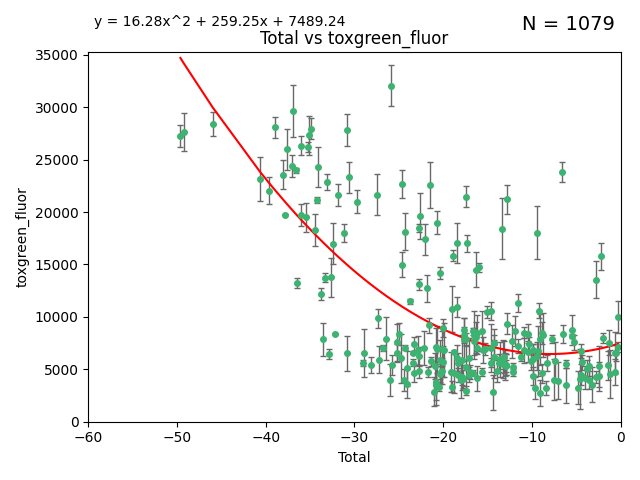 y = 16.28x^2 + 259.25x + 7489.24
N = 1079
Total vs toxgreen_fluor
35000
30000
25000
20000
15000
10000
5000
0
toxgreen_fluor
−60 −50 −40 −30 −20 −10 0
Total